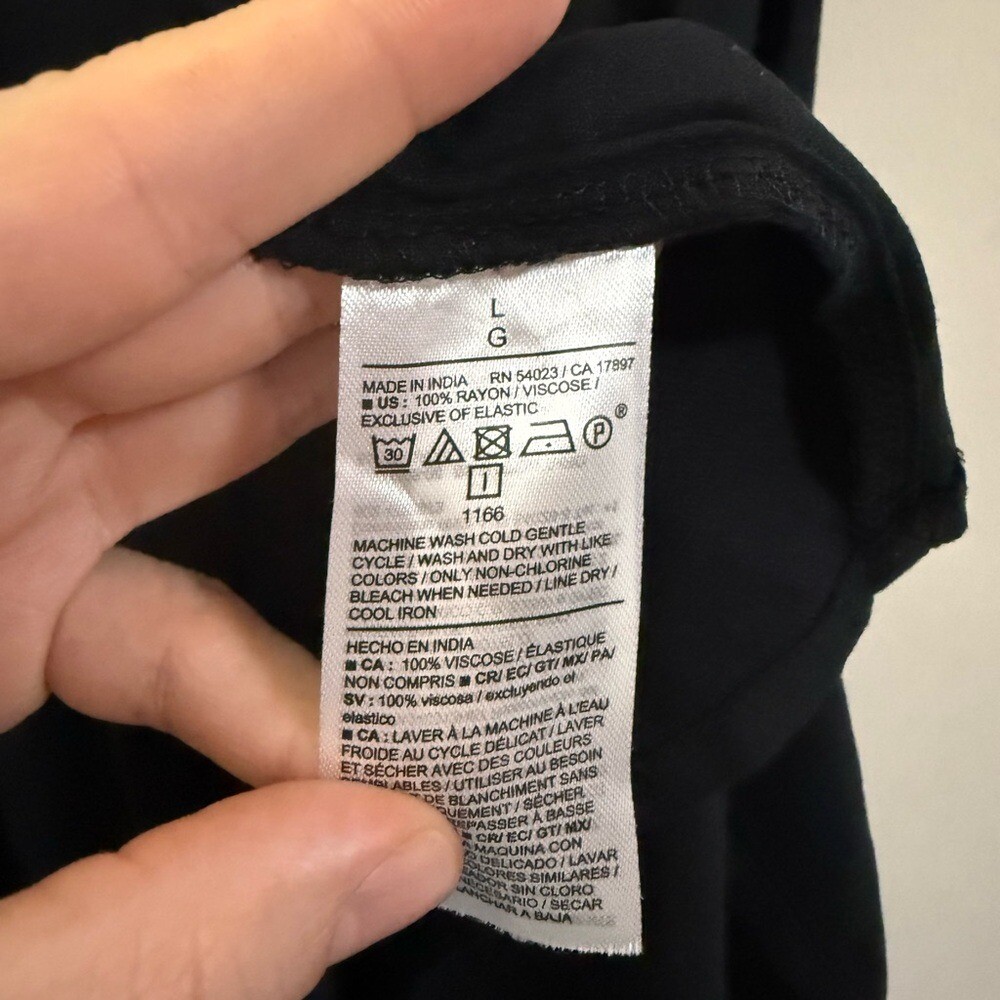 L
G
MADE IN INDIA RN 54023 / CA 17897
■ US : 100% RAYON / VISCOSE /
EXCLUSIVE OF ELASTIC
30 P ®
1166
MACHINE WASH COLD GENTLE
CYCLE / WASH AND DRY WITH LIKE
COLORS / ONLY NON-CHLORINE
BLEACH WHEN NEEDED / LINE DRY /
COOL IRON
HECHO EN INDIA
■ CA : 100% VISCOSE / ÉLASTIQUE
NON COMPRIS ■ CR/ EC/ GT/ MX/ PA/
SV : 100% viscosa / excluyendo el
elastico
■ CA : LAVER À LA MACHINE À L'EAU
FROIDE AU CYCLE DÉLICAT / LAVER
ET SÉCHER AVEC DES COULEURS
/ UTILISER AU BESOIN
DE BLANCHIMENT SANS
/ SÉCHER
À BASSE
■ CR/ EC/ GT/ MX/
MAQUINA CON
DELICADO / LAVAR
SIMILARES /
SIN CLORO
/ SECAR
A BAJA